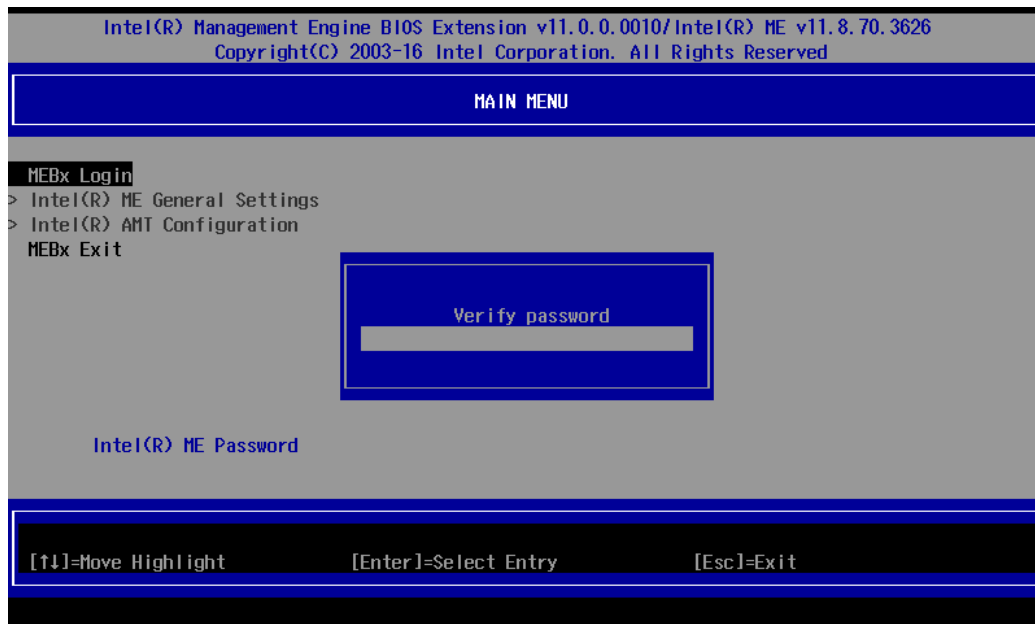 Intel(R) Management Engine BIOS Extension v11.0.0.0010/Intel(R) ME v11.8.70.3626
Copyright(C) 2003-16 Intel Corporation. All Rights Reserved
MAIN MENU
MEBx Login
> Intel(R) ME General Settings
> Intel(R) AMT Configuration
MEBx Exit
Verify password
Intel(R) ME Password
[↑↓]=Move Highlight [Enter]=Select Entry [Esc]=Exit